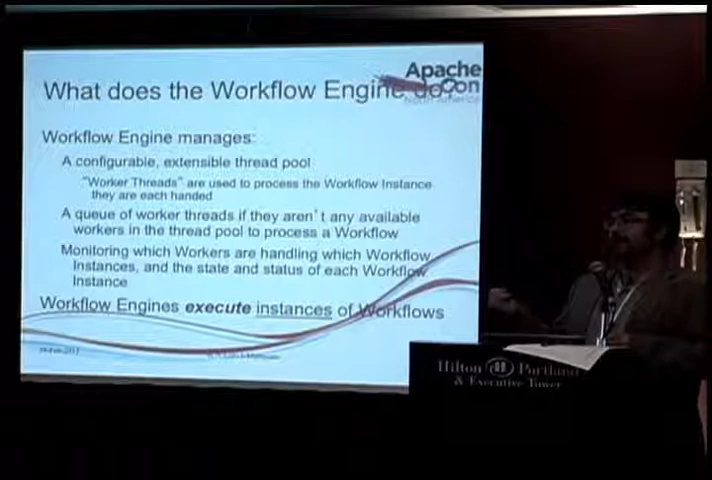 Apache
Con
North America
What does the Workflow Engine do
Workflow Engine manages:
A configurable, extensible thread pool
"Worker Threads" are used to process the Workflow Instance
they are each handed
A queue of worker threads if they aren't any available
workers in the thread pool to process a Workflow
Monitoring which Workers are handling which Workflow
Instances, and the state and status of each Workflow
Instance
Workflow Engines execute instances of Workflows
Hilton Portland
& Executive Tower